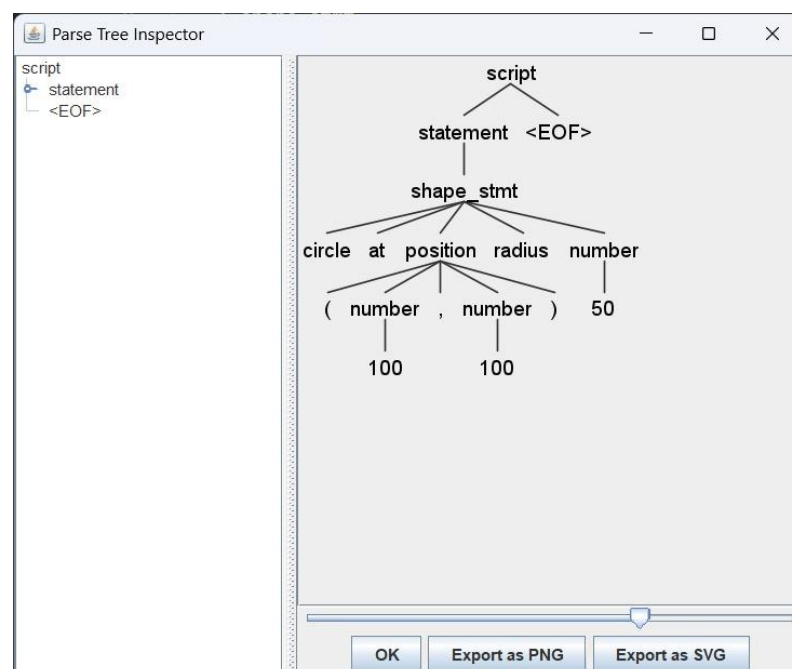 Parse Tree Inspector
script
statement
<EOF>
script
statement <EOF>
shape_stmt
circle at position radius number
( number , number ) 50
100 100
OK Export as PNG Export as SVG